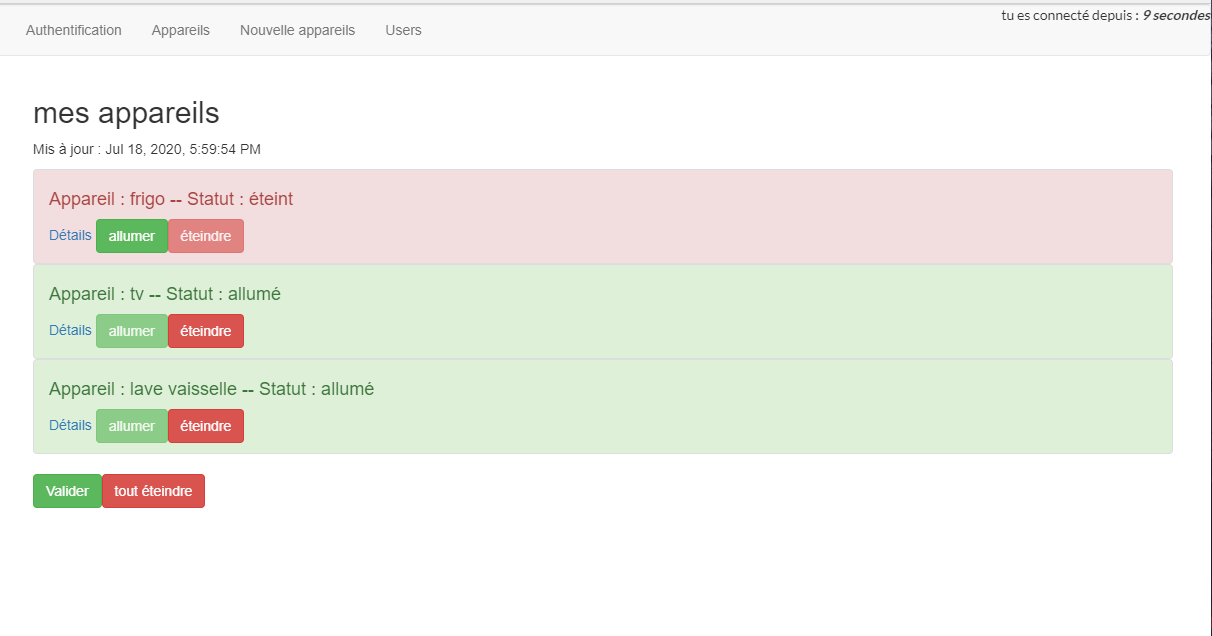 tu es connecté depuis : 9 secondes
Authentification Appareils Nouvelle appareils Users
mes appareils
Mis à jour : Jul 18, 2020, 5:59:54 PM
Appareil : frigo -- Statut : éteint
Détails allumer éteindre
Appareil : tv -- Statut : allumé
Détails allumer éteindre
Appareil : lave vaisselle -- Statut : allumé
Détails allumer éteindre
Valider tout éteindre